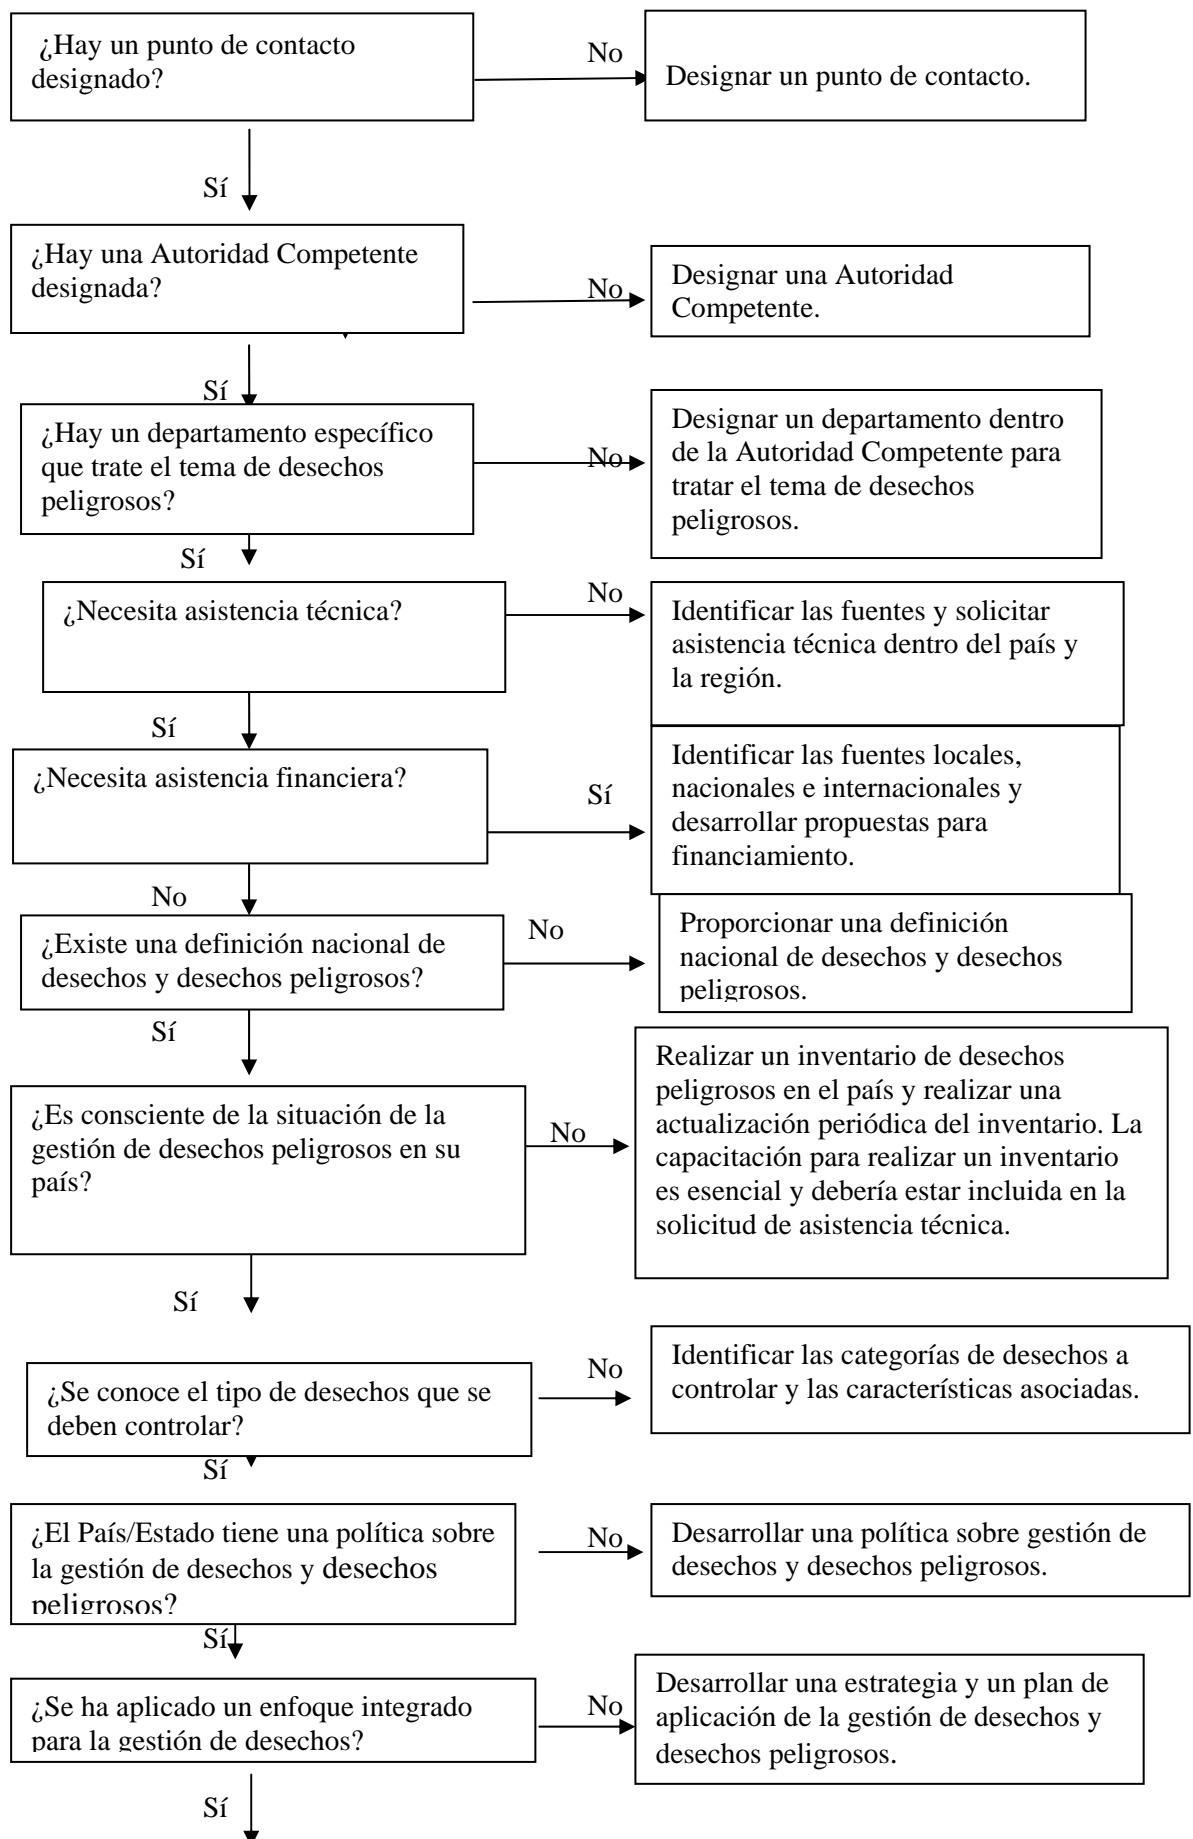 ¿Hay un punto de contacto
designado?
No
Designar un punto de contacto.
Sí
¿Hay una Autoridad Competente
designada?
No
Designar una Autoridad
Competente.
Sí
¿Hay un departamento específico
que trate el tema de desechos
peligrosos?
No
Designar un departamento dentro
de la Autoridad Competente para
tratar el tema de desechos
peligrosos.
Sí
¿Necesita asistencia técnica?
No
Identificar las fuentes y solicitar
asistencia técnica dentro del país y
la región.
Sí
¿Necesita asistencia financiera?
Sí
Identificar las fuentes locales,
nacionales e internacionales y
desarrollar propuestas para
financiamiento.
No
¿Existe una definición nacional de
desechos y desechos peligrosos?
No
Proporcionar una definición
nacional de desechos y desechos
peligrosos.
Sí
¿Es consciente de la situación de la
gestión de desechos peligrosos en su
país?
No
Realizar un inventario de desechos
peligrosos en el país y realizar una
actualización periódica del inventario. La
capacitación para realizar un inventario
es esencial y debería estar incluida en la
solicitud de asistencia técnica.
Sí
¿Se conoce el tipo de desechos que se
deben controlar?
No
Identificar las categorías de desechos a
controlar y las características asociadas.
Sí
¿El País/Estado tiene una política sobre
la gestión de desechos y desechos
peligrosos?
No
Desarrollar una política sobre gestión de
desechos y desechos peligrosos.
Sí
¿Se ha aplicado un enfoque integrado
para la gestión de desechos?
No
Desarrollar una estrategia y un plan de
aplicación de la gestión de desechos y
desechos peligrosos.
Sí